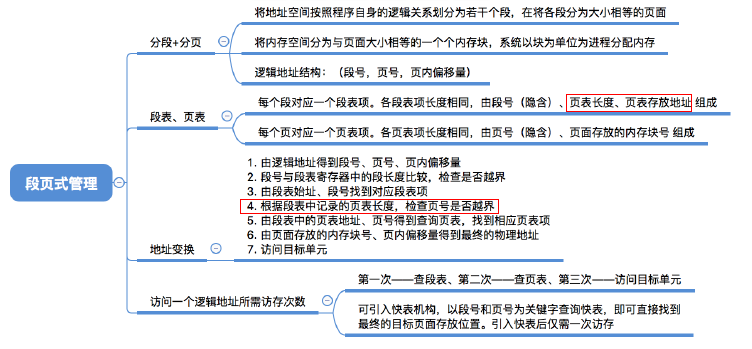 段页式管理
分段+分页
将地址空间按照程序自身的逻辑关系划分为若干个段，在将各段分为大小相等的页面
将内存空间分为与页面大小相等的一个个内存块，系统以块为单位为进程分配内存
逻辑地址结构：（段号，页号，页内偏移量）
段表、页表
每个段对应一个段表项。各段表项长度相同，由段号（隐含）、页表长度、页表存放地址 组成
每个页对应一个页表项。各页表项长度相同，由页号（隐含）、页面存放的内存块号 组成
地址变换
1. 由逻辑地址得到段号、页号、页内偏移量
2. 段号与段表寄存器中的段长度比较，检查是否越界
3. 由段表始址、段号找到对应段表项
4. 根据段表中记录的页表长度，检查页号是否越界
5. 由段表中的页表地址、页号得到查询页表，找到相应页表项
6. 由页面存放的内存块号、页内偏移量得到最终的物理地址
7. 访问目标单元
访问一个逻辑地址所需访存次数
第一次——查段表、第二次——查页表、第三次——访问目标单元
可引入快表机构，以段号和页号为关键字查询快表，即可直接找到
最终的目标页面存放位置。引入快表后仅需一次访存